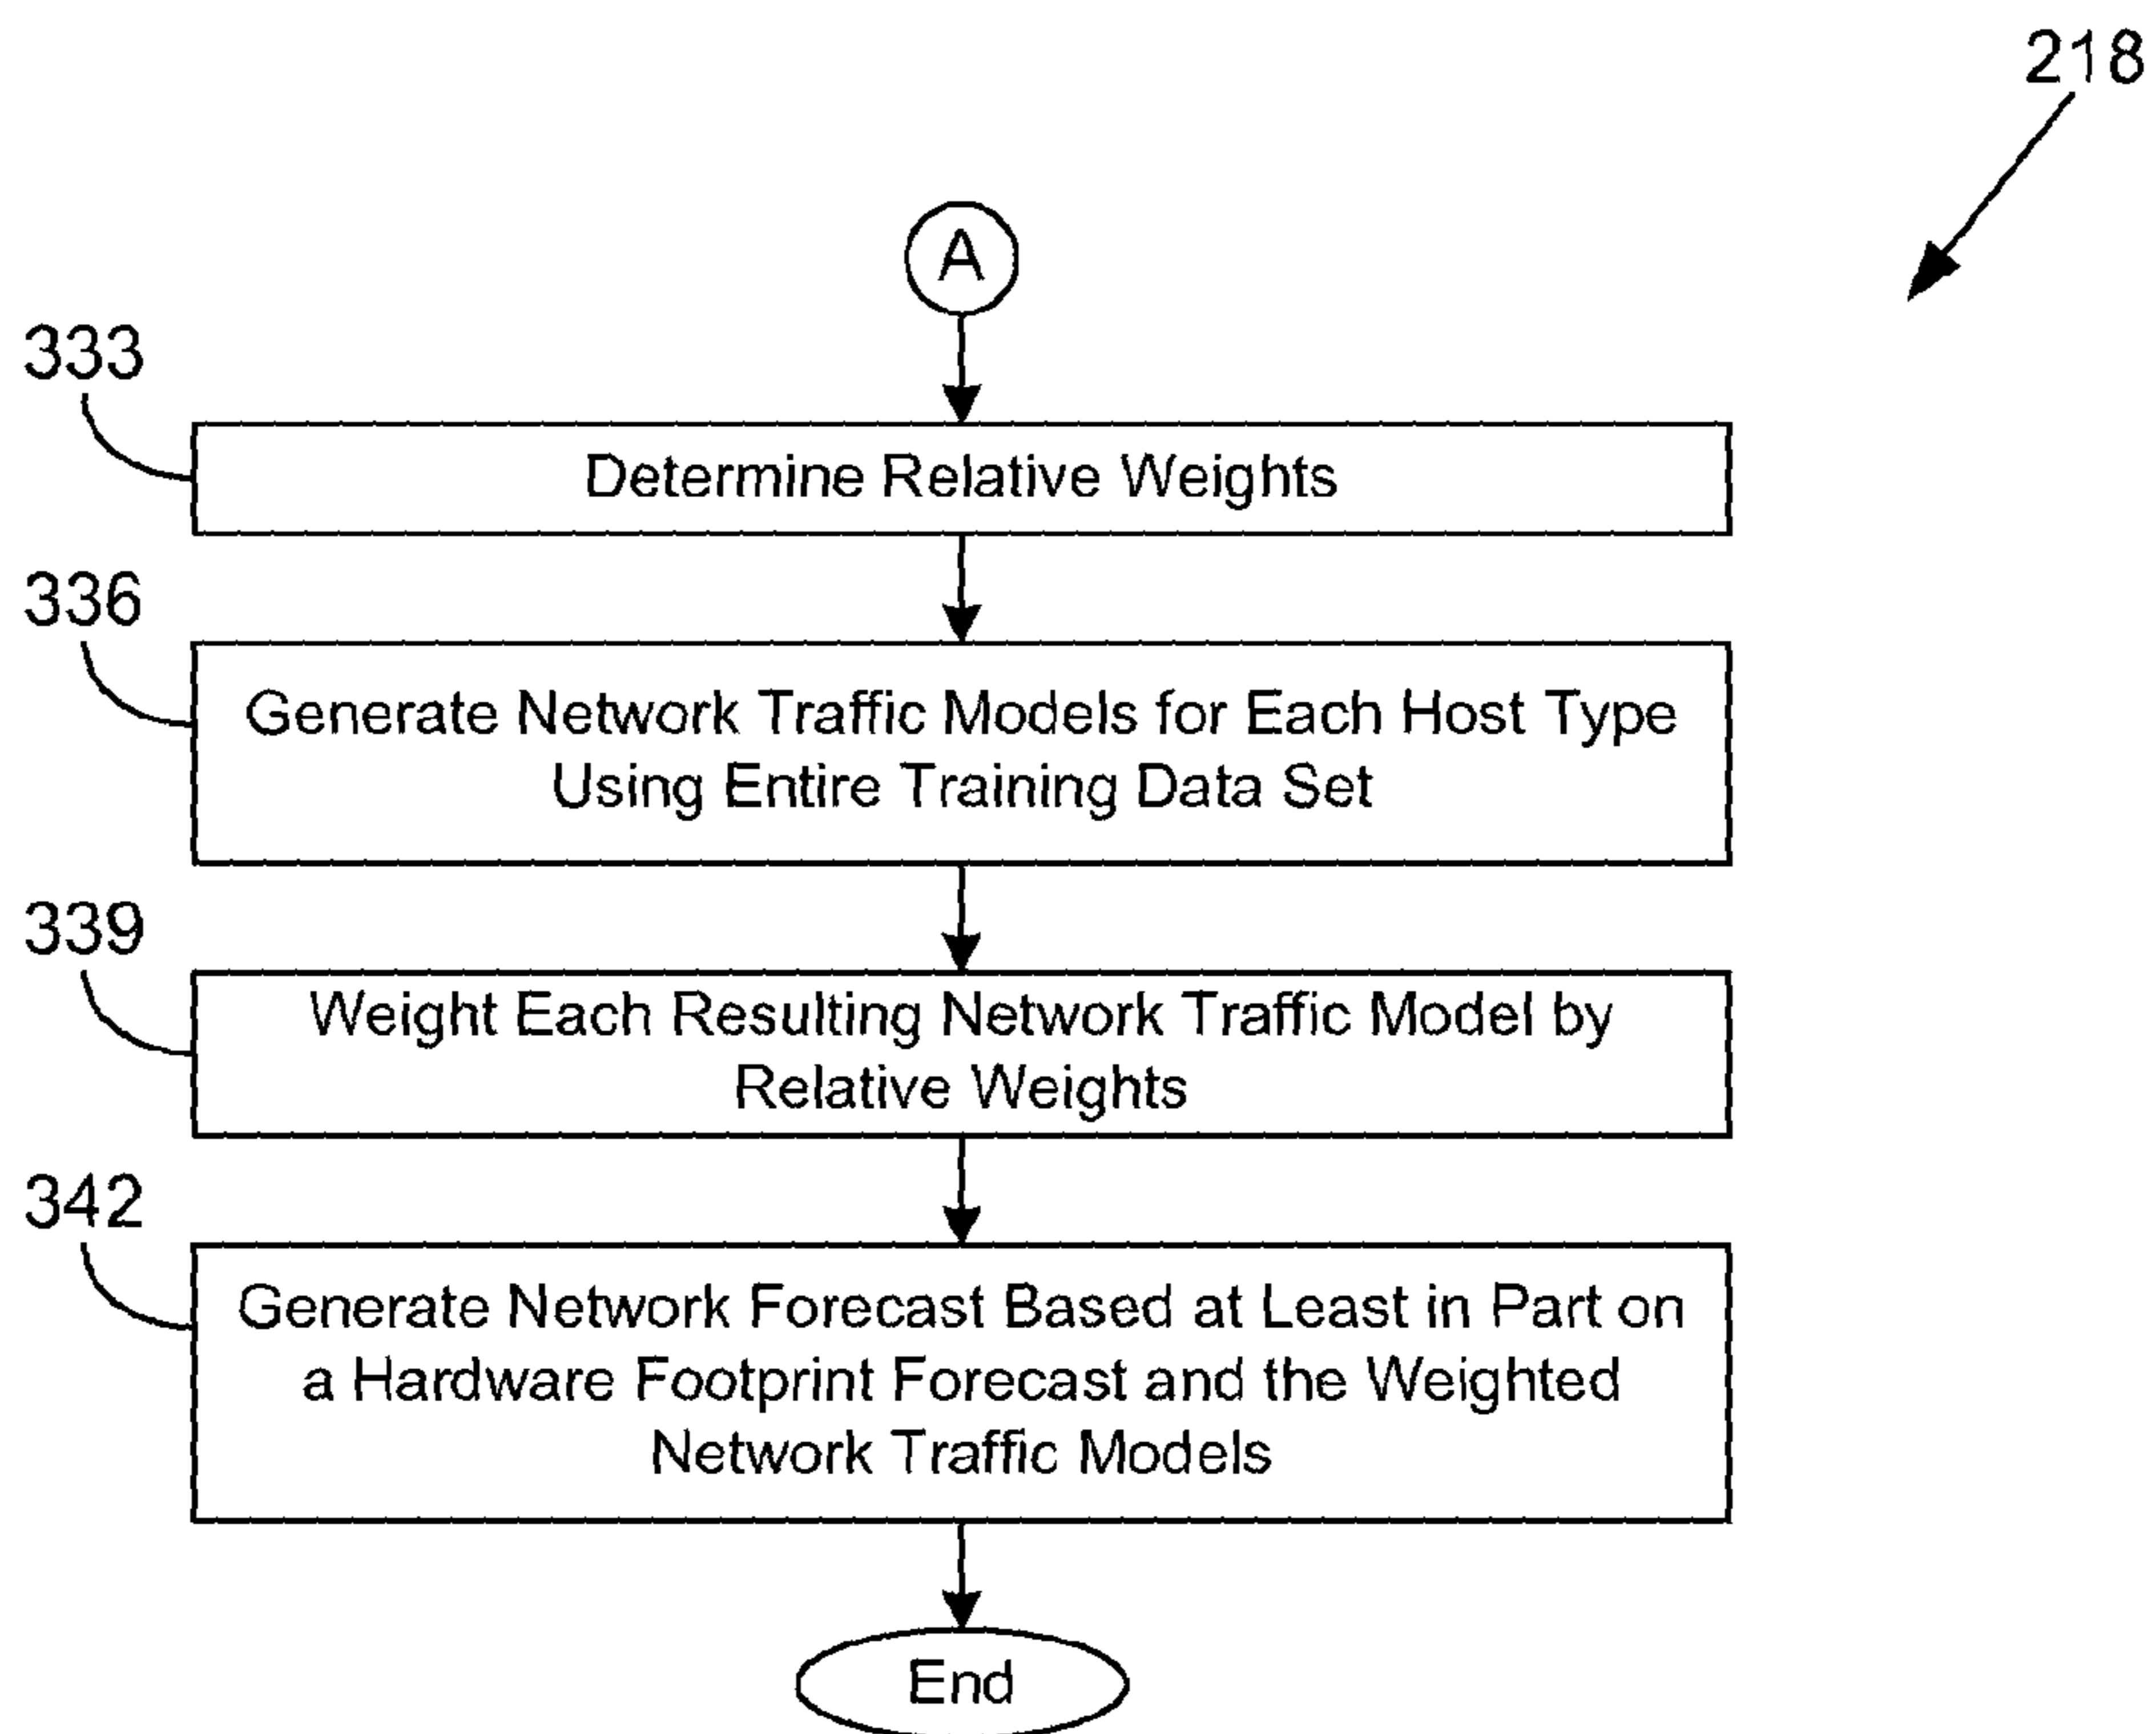 218
A
333
Determine Relative Weights
336
Generate Network Traffic Models for Each Host Type
Using Entire Training Data Set
339
Weight Each Resulting Network Traffic Model by
Relative Weights
342
Generate Network Forecast Based at Least in Part on
a Hardware Footprint Forecast and the Weighted
Network Traffic Models
End